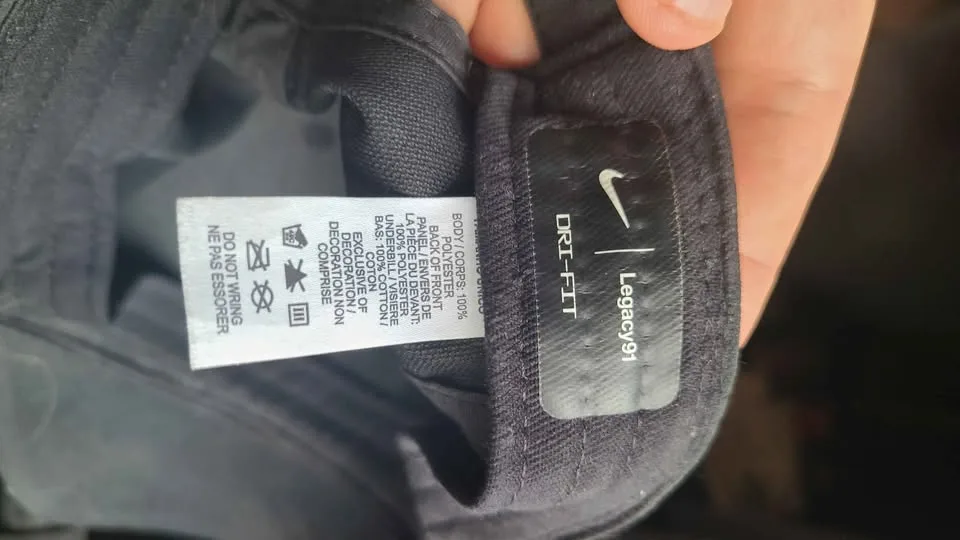 Legacy91
DRI-FIT
BODY / CORPS: 100%
POLYESTER
BACK OF FRONT
PANEL / ENVERS DE
LA PIÈCE DU DEVANT:
100% POLYESTER
UNDERBILL / VISIÈRE
BAS: 100% COTTON /
COTON
EXCLUSIVE OF
DECORATION /
DÉCORATION NON
COMPRISE
DO NOT WRING
NE PAS ESSORER